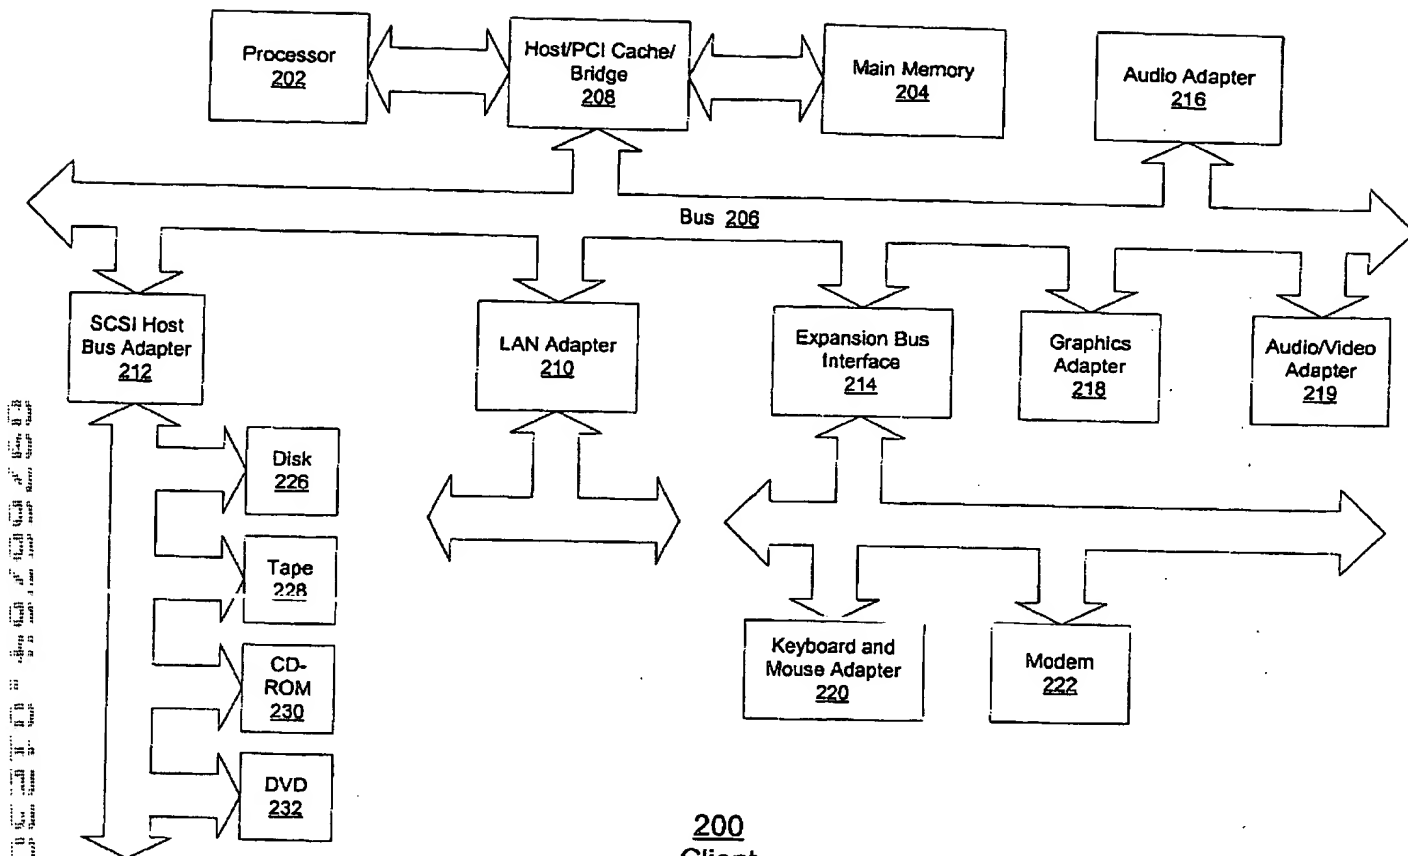 Processor
202
Host/PCI Cache/
Bridge
208
Main Memory
204
Audio Adapter
216
Bus 206
SCSI Host
Bus Adapter
212
LAN Adapter
210
Expansion Bus
Interface
214
Graphics
Adapter
218
Audio/Video
Adapter
219
Disk
226
Tape
228
CD-
ROM
230
DVD
232
Keyboard and
Mouse Adapter
220
Modem
222
200
Client